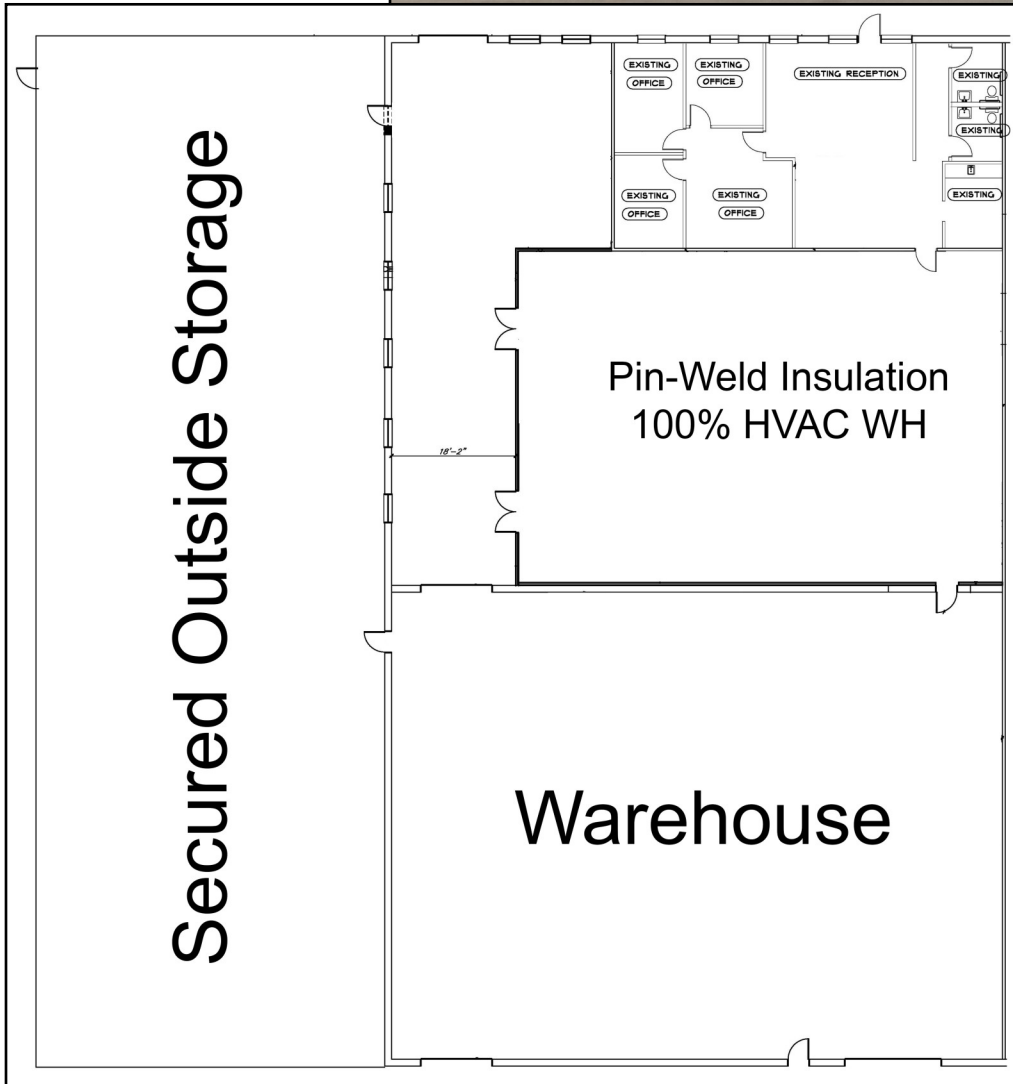 EXISTING
OFFICE
EXISTING
OFFICE
EXISTING RECEPTION
EXISTING
EXISTING
EXISTING
OFFICE
EXISTING
OFFICE
EXISTING
Secured Outside Storage
Pin-Weld Insulation
100% HVAC WH
18'-2"
Warehouse